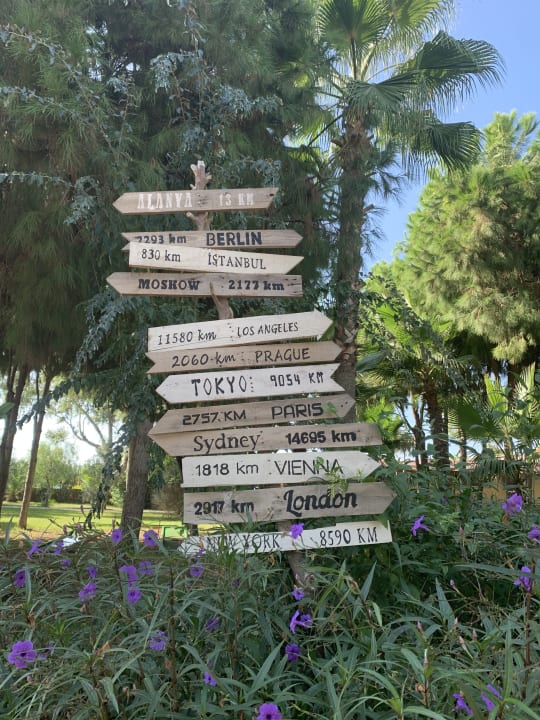 ALANYA 13 KM
2293 km BERLIN
830 km İSTANBUL
MOSKOW 2177 KM
11580 km LOS ANGELES
2060-KM PRAGUE
TOKYO 9054 KM
2757.KM PARIS
Sydney 14695 km
1818 KM VIENNA
2917 KM London
NEW YORK 8590 KM